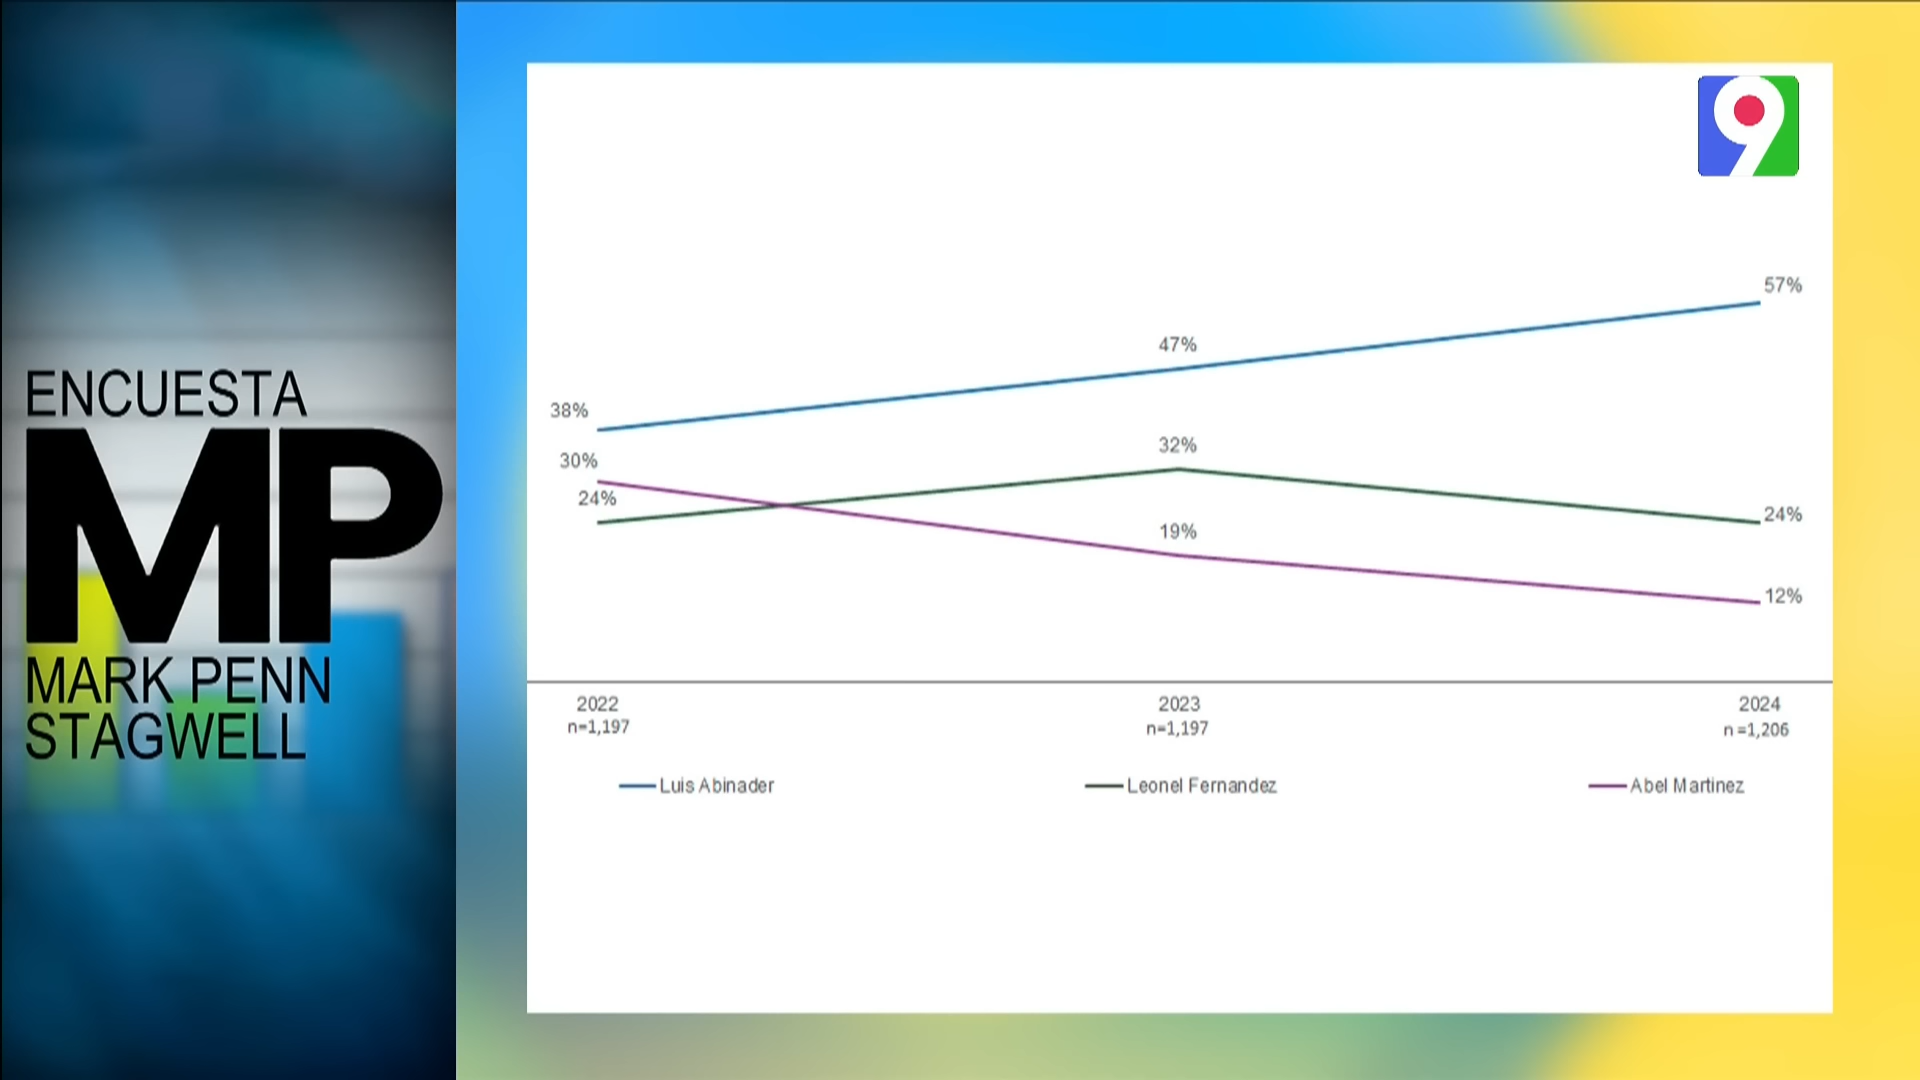 ENCUESTA
MP
MARK PENN
STAGWELL
9
57%
47%
38%
32%
30%
24%
24%
19%
12%
2022 2023 2024
n=1,197 n=1,197 n =1,206
Luis Abinader Leonel Fernandez Abel Martinez